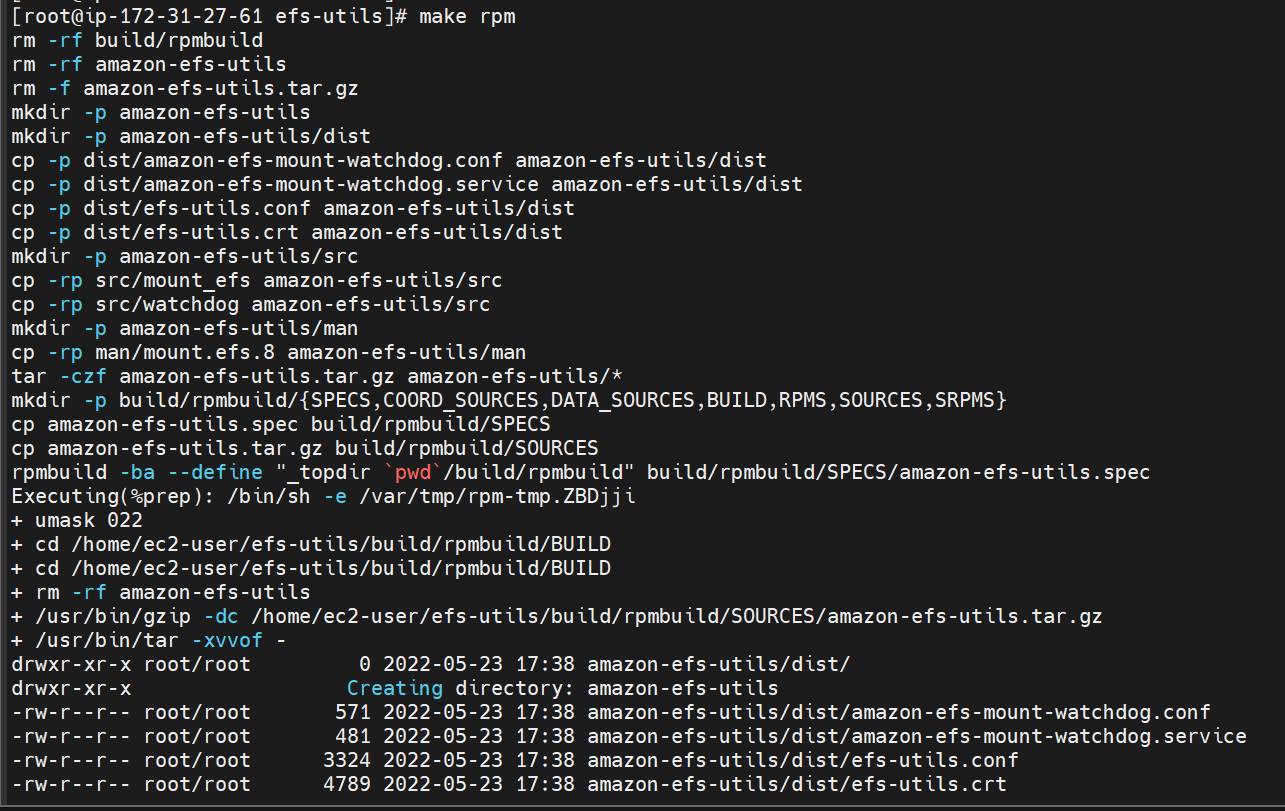 [root@ip-172-31-27-61 efs-utils]# make rpm
rm -rf build/rpmbuild
rm -rf amazon-efs-utils
rm -f amazon-efs-utils.tar.gz
mkdir -p amazon-efs-utils
mkdir -p amazon-efs-utils/dist
cp -p dist/amazon-efs-mount-watchdog.conf amazon-efs-utils/dist
cp -p dist/amazon-efs-mount-watchdog.service amazon-efs-utils/dist
cp -p dist/efs-utils.conf amazon-efs-utils/dist
cp -p dist/efs-utils.crt amazon-efs-utils/dist
mkdir -p amazon-efs-utils/src
cp -rp src/mount_efs amazon-efs-utils/src
cp -rp src/watchdog amazon-efs-utils/src
mkdir -p amazon-efs-utils/man
cp -rp man/mount.efs.8 amazon-efs-utils/man
tar -czf amazon-efs-utils.tar.gz amazon-efs-utils/*
mkdir -p build/rpmbuild/{SPECS,COORD_SOURCES,DATA_SOURCES,BUILD,RPMS,SOURCES,SRPMS}
cp amazon-efs-utils.spec build/rpmbuild/SPECS
cp amazon-efs-utils.tar.gz build/rpmbuild/SOURCES
rpmbuild -ba --define "_topdir `pwd`/build/rpmbuild" build/rpmbuild/SPECS/amazon-efs-utils.spec
Executing(%prep): /bin/sh -e /var/tmp/rpm-tmp.ZBDjji
+ umask 022
+ cd /home/ec2-user/efs-utils/build/rpmbuild/BUILD
+ cd /home/ec2-user/efs-utils/build/rpmbuild/BUILD
+ rm -rf amazon-efs-utils
+ /usr/bin/gzip -dc /home/ec2-user/efs-utils/build/rpmbuild/SOURCES/amazon-efs-utils.tar.gz
+ /usr/bin/tar -xvvof -
drwxr-xr-x root/root         0 2022-05-23 17:38 amazon-efs-utils/dist/
drwxr-xr-x                  Creating directory: amazon-efs-utils
-rw-r--r-- root/root       571 2022-05-23 17:38 amazon-efs-utils/dist/amazon-efs-mount-watchdog.conf
-rw-r--r-- root/root       481 2022-05-23 17:38 amazon-efs-utils/dist/amazon-efs-mount-watchdog.service
-rw-r--r-- root/root      3324 2022-05-23 17:38 amazon-efs-utils/dist/efs-utils.conf
-rw-r--r-- root/root      4789 2022-05-23 17:38 amazon-efs-utils/dist/efs-utils.crt